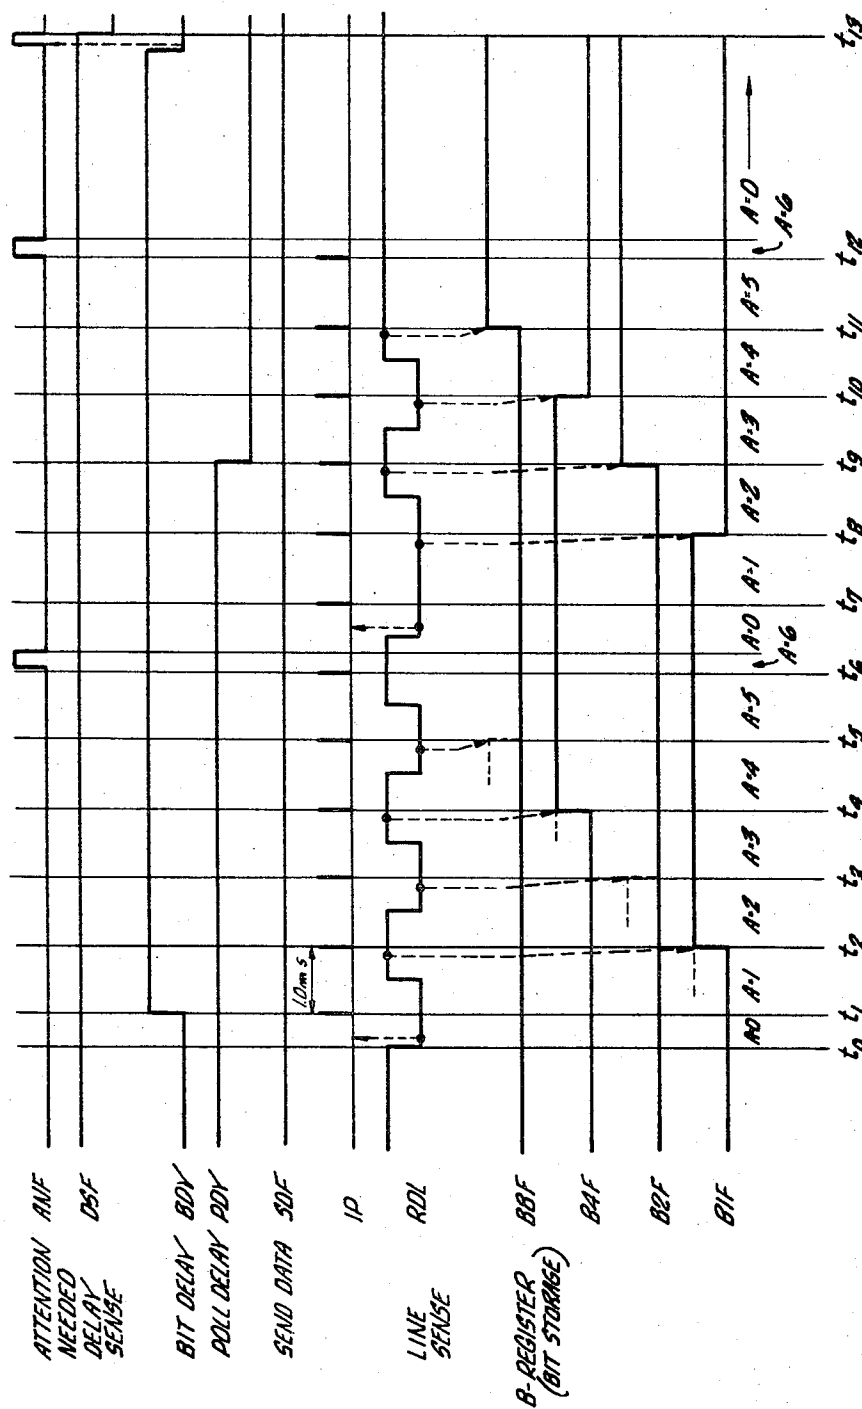 ATTENTION ANF
NEEDED
DELAY DSF
SENSE
BIT DELAY BDY
POLL DELAY PDY
SEND DATA SDF
IP
LINE RDL
SENSE
B-REGISTER B8F
(BIT STORAGE)
B4F
B2F
B1F
1.0ms
A=0 A=1 A=2 A=3 A=4 A=5 A=6 A=0 A=1 A=2 A=3 A=4 A=5 A=6 A=0
t0 t1 t2 t3 t4 t5 t6 t7 t8 t9 t10 t11 t12 t13